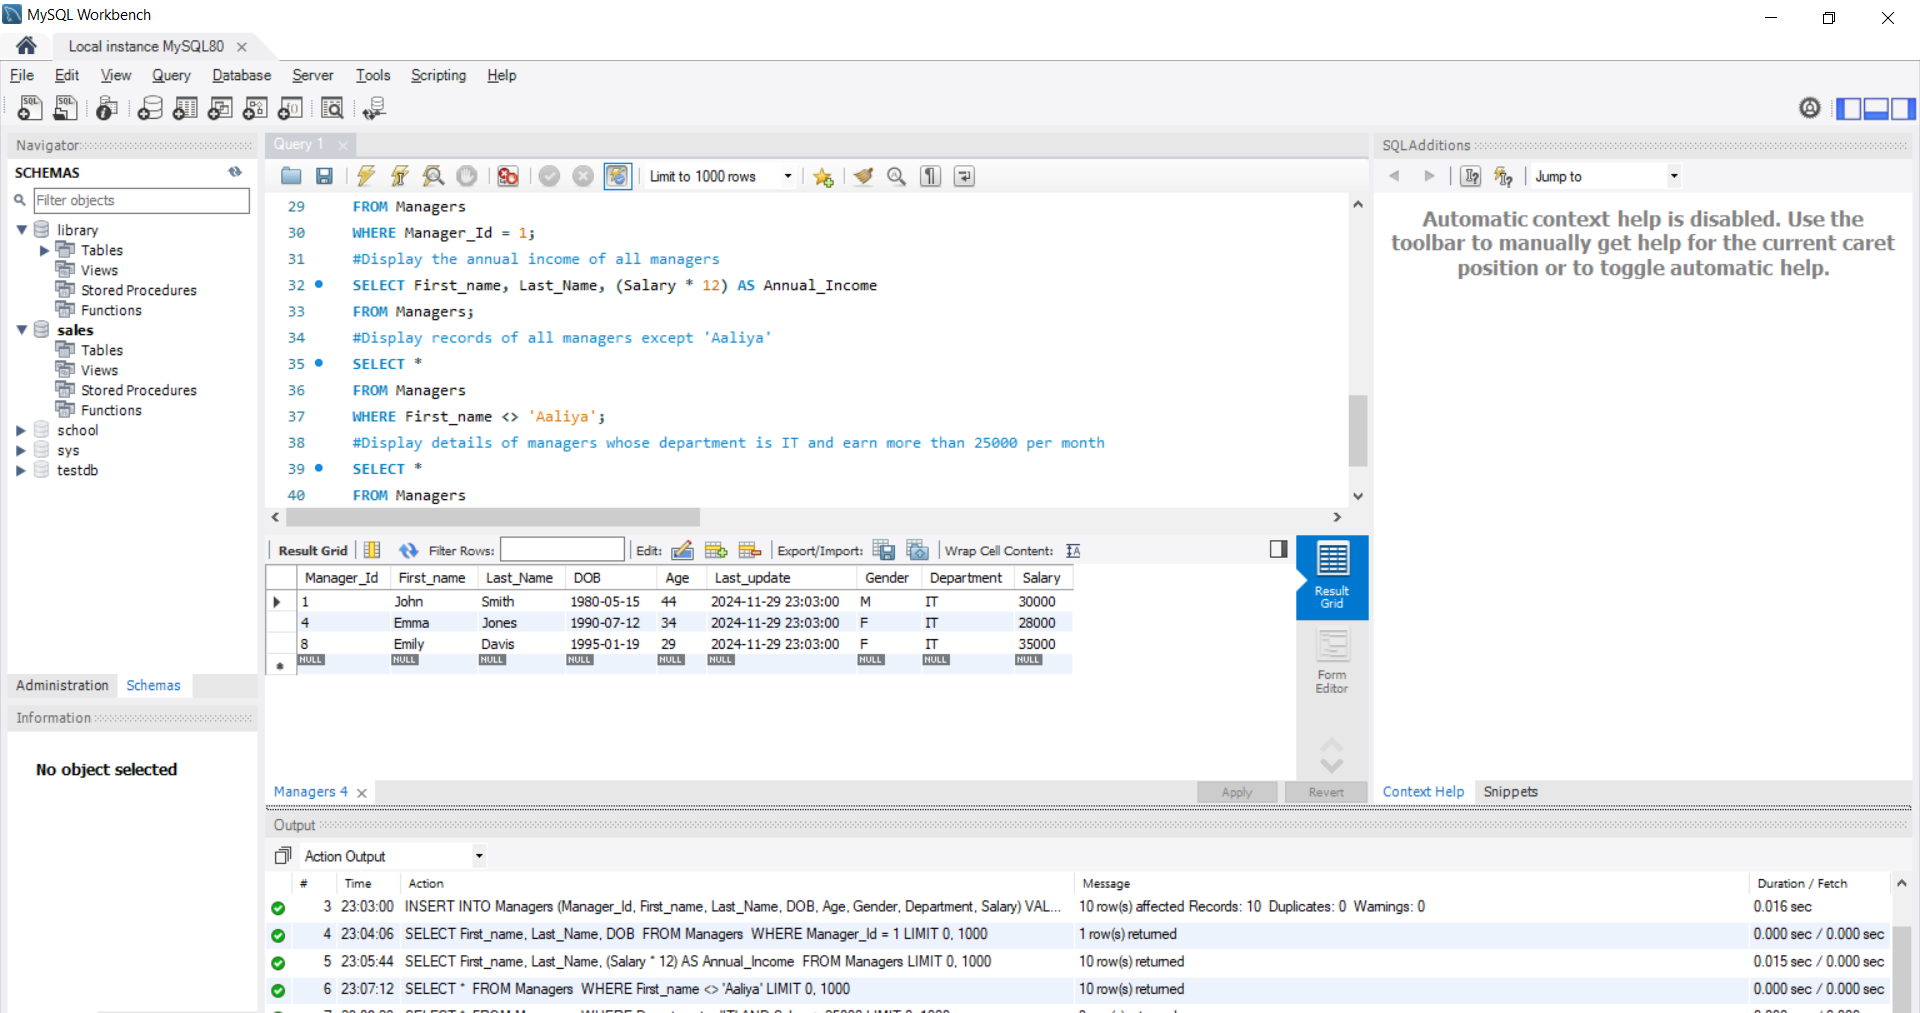 MySQL Workbench
Local instance MySQL80
File Edit View Query Database Server Tools Scripting Help
Navigator
SCHEMAS
Filter objects
library
Tables
Views
Stored Procedures
Functions
sales
Tables
Views
Stored Procedures
Functions
school
sys
testdb
Administration Schemas
Information
No object selected
Query 1
Limit to 1000 rows
29 FROM Managers
30 WHERE Manager_Id = 1;
31 #Display the annual income of all managers
32 SELECT First_name, Last_Name, (Salary * 12) AS Annual_Income
33 FROM Managers;
34 #Display records of all managers except 'Aaliya'
35 SELECT *
36 FROM Managers
37 WHERE First_name <> 'Aaliya';
38 #Display details of managers whose department is IT and earn more than 25000 per month
39 SELECT *
40 FROM Managers
Result Grid Filter Rows: Edit: Export/Import: Wrap Cell Content:
Manager_Id First_name Last_Name DOB Age Last_update Gender Department Salary
1 John Smith 1980-05-15 44 2024-11-29 23:03:00 M IT 30000
4 Emma Jones 1990-07-12 34 2024-11-29 23:03:00 F IT 28000
8 Emily Davis 1995-01-19 29 2024-11-29 23:03:00 F IT 35000
NULL NULL NULL NULL NULL NULL NULL NULL NULL
Result
Grid
Form
Editor
Managers 4
Apply Revert
SQLAdditions
Jump to
Automatic context help is disabled. Use the
toolbar to manually get help for the current caret
position or to toggle automatic help.
Context Help Snippets
Output
Action Output
# Time Action Message Duration / Fetch
3 23:03:00 INSERT INTO Managers (Manager_Id, First_name, Last_Name, DOB, Age, Gender, Department, Salary) VAL... 10 row(s) affected Records: 10 Duplicates: 0 Warnings: 0 0.016 sec
4 23:04:06 SELECT First_name, Last_Name, DOB FROM Managers WHERE Manager_Id = 1 LIMIT 0, 1000 1 row(s) returned 0.000 sec / 0.000 sec
5 23:05:44 SELECT First_name, Last_Name, (Salary * 12) AS Annual_Income FROM Managers LIMIT 0, 1000 10 row(s) returned 0.015 sec / 0.000 sec
6 23:07:12 SELECT * FROM Managers WHERE First_name <> 'Aaliya' LIMIT 0, 1000 10 row(s) returned 0.000 sec / 0.000 sec